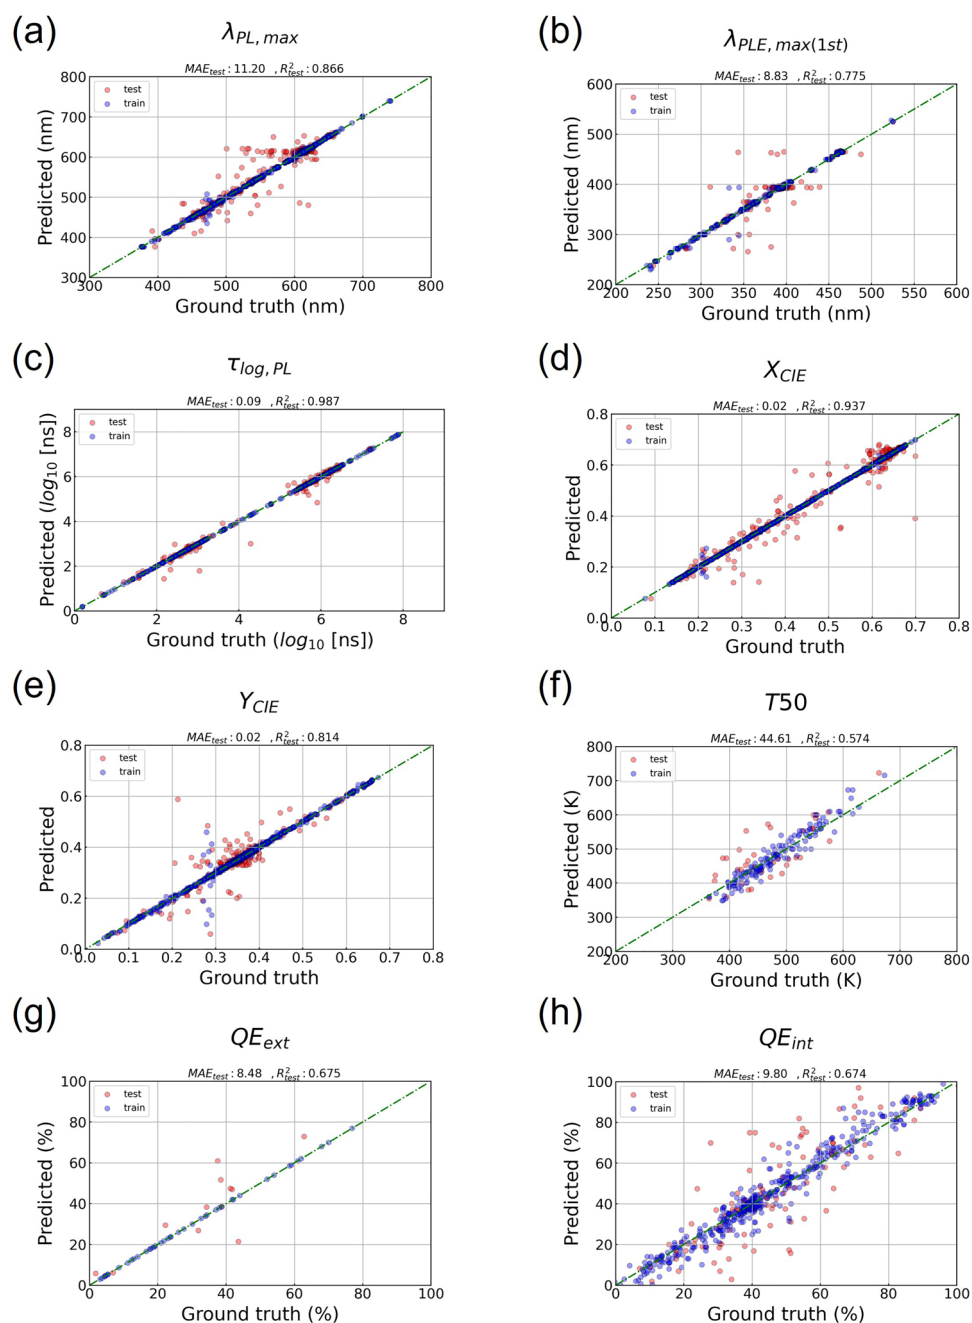 (a)
λPL, max
MAEtest : 11.20 , R²test : 0.866
test
train
800
700
600
500
400
300
300 400 500 600 700 800
Predicted (nm)
Ground truth (nm)
(b)
λPLE, max(1st)
MAEtest : 8.83 , R²test : 0.775
test
train
600
500
400
300
200
200 250 300 350 400 450 500 550 600
Predicted (nm)
Ground truth (nm)
(c)
τlog, PL
MAEtest : 0.09 , R²test : 0.987
test
train
8
6
4
2
0
0 2 4 6 8
Predicted (log10 [ns])
Ground truth (log10 [ns])
(d)
XCIE
MAEtest : 0.02 , R²test : 0.937
test
train
0.8
0.6
0.4
0.2
0.0
0.0 0.1 0.2 0.3 0.4 0.5 0.6 0.7 0.8
Predicted
Ground truth
(e)
YCIE
MAEtest : 0.02 , R²test : 0.814
test
train
0.8
0.6
0.4
0.2
0.0
0.0 0.1 0.2 0.3 0.4 0.5 0.6 0.7 0.8
Predicted
Ground truth
(f)
T50
MAEtest : 44.61 , R²test : 0.574
test
train
800
700
600
500
400
300
200
200 300 400 500 600 700 800
Predicted (K)
Ground truth (K)
(g)
QEext
MAEtest : 8.48 , R²test : 0.675
test
train
100
80
60
40
20
0
0 20 40 60 80 100
Predicted (%)
Ground truth (%)
(h)
QEint
MAEtest : 9.80 , R²test : 0.674
test
train
100
80
60
40
20
0
0 20 40 60 80 100
Predicted (%)
Ground truth (%)